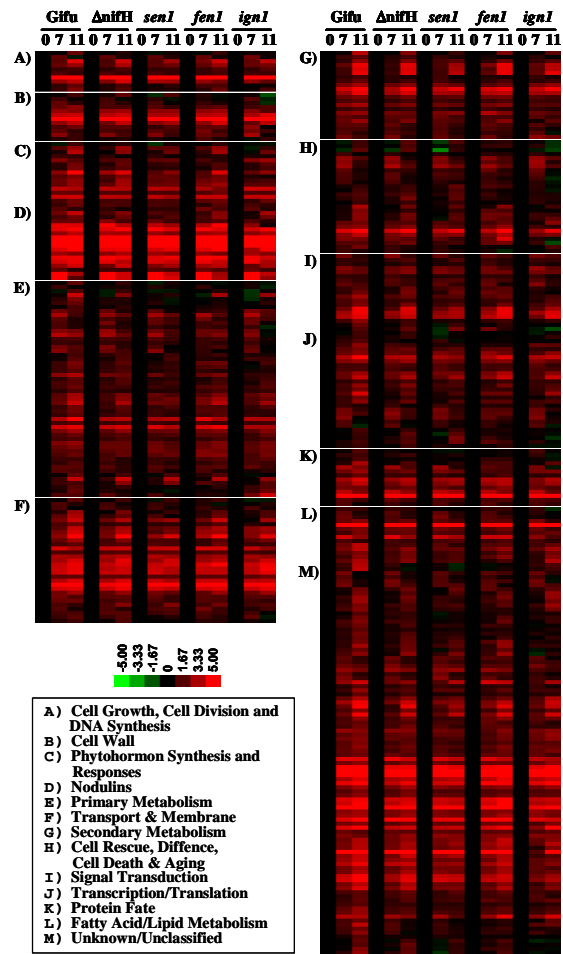 Gifu ΔnifH sen1 fen1 ign1
0 7 11 0 7 11 0 7 11 0 7 11 0 7 11
A)
B)
C)
D)
E)
F)
-5.00 -3.33 -1.67 0 1.67 3.33 5.00
A) Cell Growth, Cell Division and
DNA Synthesis
B) Cell Wall
C) Phytohormon Synthesis and
Responses
D) Nodulins
E) Primary Metabolism
F) Transport & Membrane
G) Secondary Metabolism
H) Cell Rescue, Diffence,
Cell Death & Aging
I) Signal Transduction
J) Transcription/Translation
K) Protein Fate
L) Fatty Acid/Lipid Metabolism
M) Unknown/Unclassified
Gifu ΔnifH sen1 fen1 ign1
0 7 11 0 7 11 0 7 11 0 7 11 0 7 11
G)
H)
I)
J)
K)
L)
M)